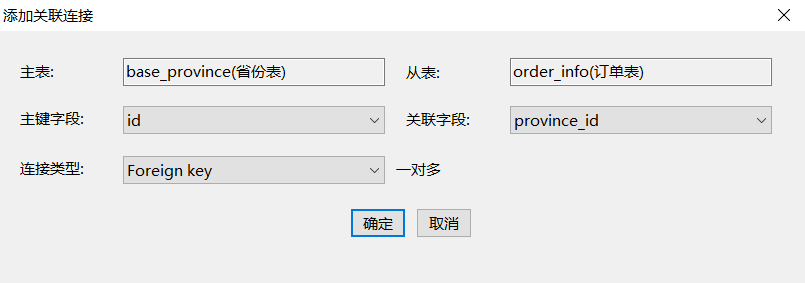 添加关联连接
主表: base_province(省份表) 从表: order_info(订单表)
主键字段: id 关联字段: province_id
连接类型: Foreign key 一对多
确定 取消